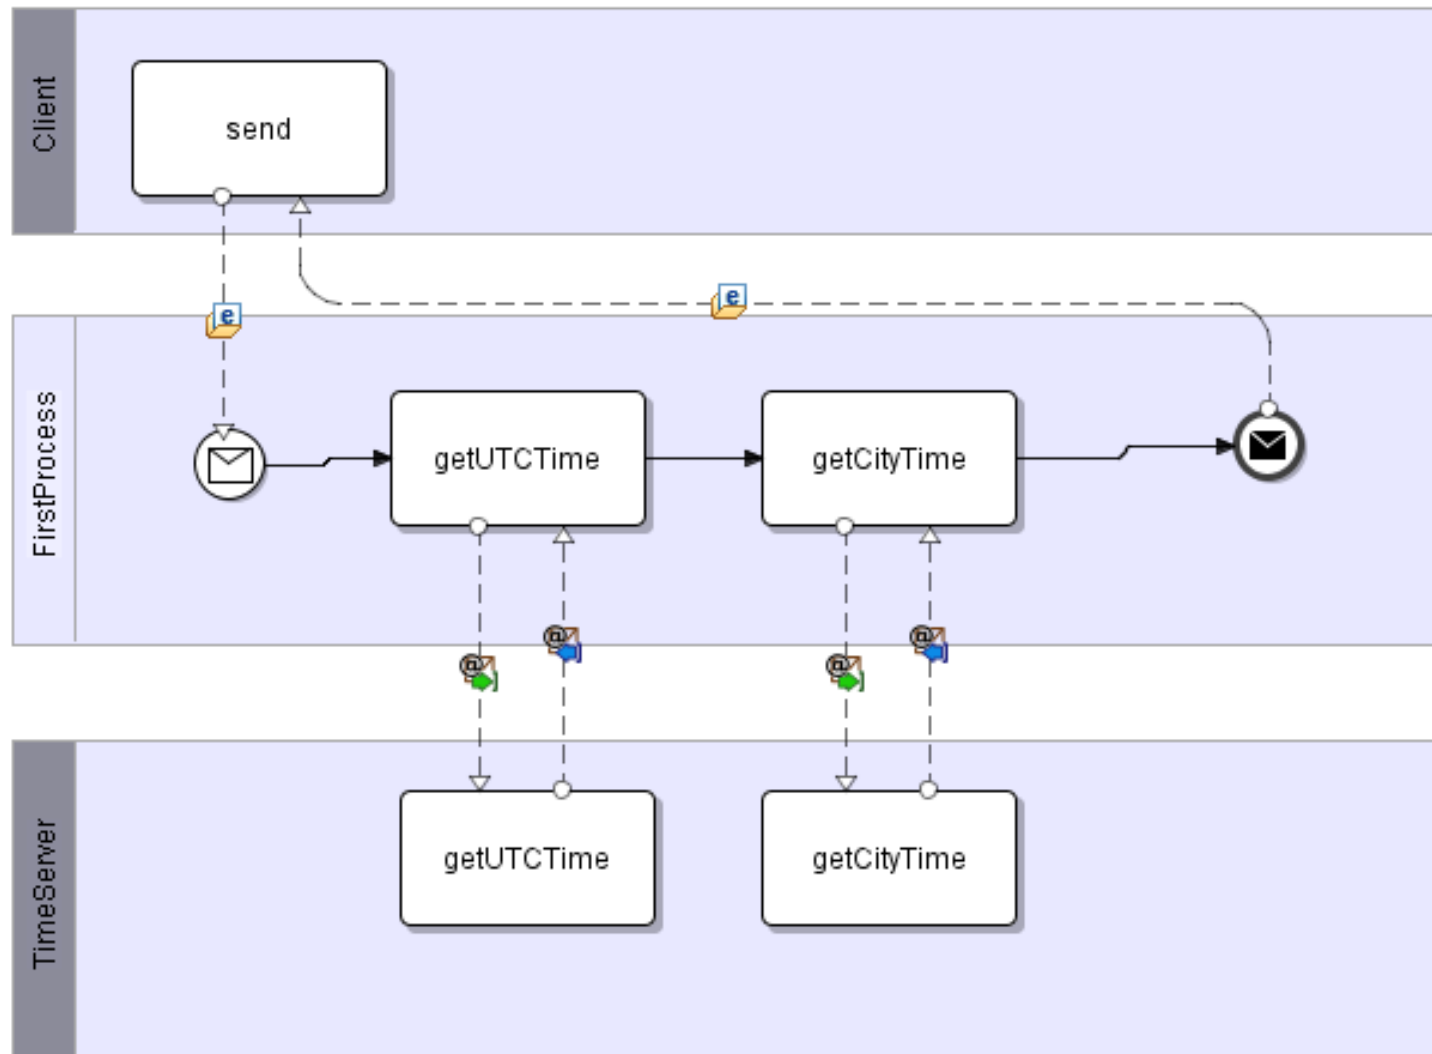 Client
send
e
e
FirstProcess
getUTCTime
getCityTime
@
@
@
@
TimeServer
getUTCTime
getCityTime